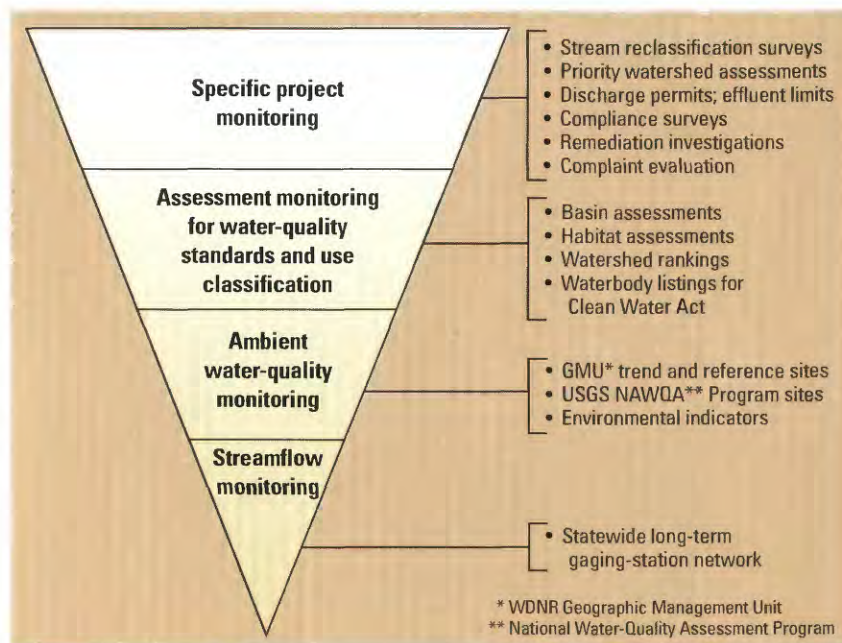 Specific project
monitoring
• Stream reclassification surveys
• Priority watershed assessments
• Discharge permits; effluent limits
• Compliance surveys
• Remediation investigations
• Complaint evaluation
Assessment monitoring
for water-quality
standards and use
classification
• Basin assessments
• Habitat assessments
• Watershed rankings
• Waterbody listings for
Clean Water Act
Ambient
water-quality
monitoring
• GMU* trend and reference sites
• USGS NAWQA** Program sites
• Environmental indicators
Streamflow
monitoring
• Statewide long-term
gaging-station network
* WDNR Geographic Management Unit
** National Water-Quality Assessment Program